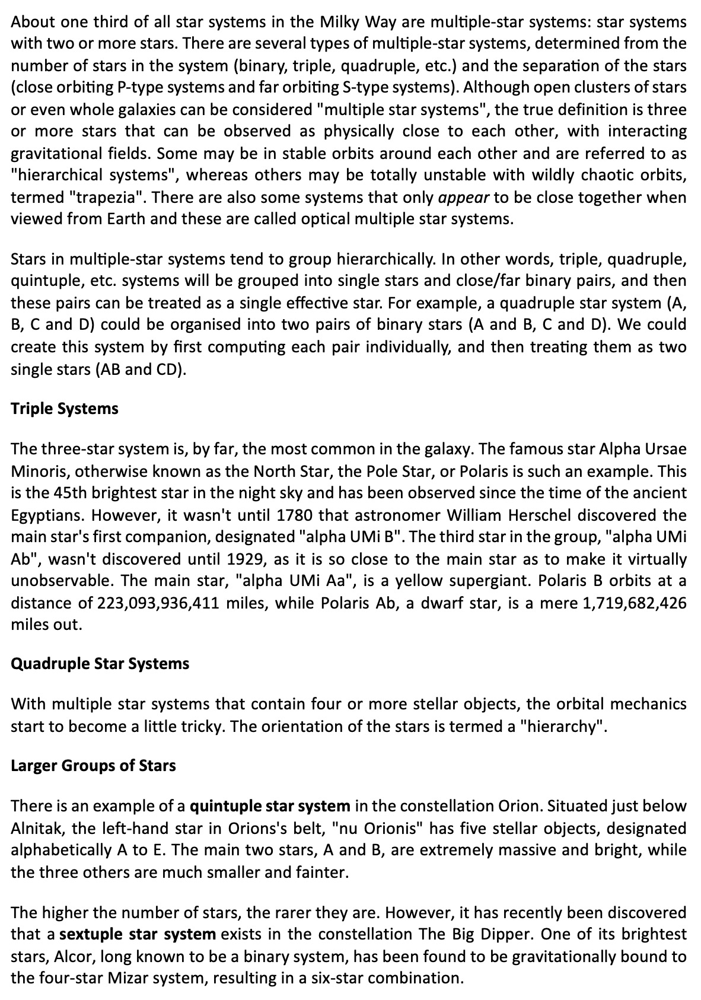 About one third of all star systems in the Milky Way are multiple-star systems: star systems
with two or more stars. There are several types of multiple-star systems, determined from the
number of stars in the system (binary, triple, quadruple, etc.) and the separation of the stars
(close orbiting P-type systems and far orbiting S-type systems). Although open clusters of stars
or even whole galaxies can be considered "multiple star systems", the true definition is three
or more stars that can be observed as physically close to each other, with interacting
gravitational fields. Some may be in stable orbits around each other and are referred to as
"hierarchical systems", whereas others may be totally unstable with wildly chaotic orbits,
termed "trapezia". There are also some systems that only appear to be close together when
viewed from Earth and these are called optical multiple star systems.
Stars in multiple-star systems tend to group hierarchically. In other words, triple, quadruple,
quintuple, etc. systems will be grouped into single stars and close/far binary pairs, and then
these pairs can be treated as a single effective star. For example, a quadruple star system (A,
B, C and D) could be organised into two pairs of binary stars (A and B, C and D). We could
create this system by first computing each pair individually, and then treating them as two
single stars (AB and CD).
Triple Systems
The three-star system is, by far, the most common in the galaxy. The famous star Alpha Ursae
Minoris, otherwise known as the North Star, the Pole Star, or Polaris is such an example. This
is the 45th brightest star in the night sky and has been observed since the time of the ancient
Egyptians. However, it wasn't until 1780 that astronomer William Herschel discovered the
main star's first companion, designated "alpha UMi B". The third star in the group, "alpha UMi
Ab", wasn't discovered until 1929, as it is so close to the main star as to make it virtually
unobservable. The main star, "alpha UMi Aa", is a yellow supergiant. Polaris B orbits at a
distance of 223,093,936,411 miles, while Polaris Ab, a dwarf star, is a mere 1,719,682,426
miles out.
Quadruple Star Systems
With multiple star systems that contain four or more stellar objects, the orbital mechanics
start to become a little tricky. The orientation of the stars is termed a "hierarchy".
Larger Groups of Stars
There is an example of a quintuple star system in the constellation Orion. Situated just below
Alnitak, the left-hand star in Orions's belt, "nu Orionis" has five stellar objects, designated
alphabetically A to E. The main two stars, A and B, are extremely massive and bright, while
the three others are much smaller and fainter.
The higher the number of stars, the rarer they are. However, it has recently been discovered
that a sextuple star system exists in the constellation The Big Dipper. One of its brightest
stars, Alcor, long known to be a binary system, has been found to be gravitationally bound to
the four-star Mizar system, resulting in a six-star combination.